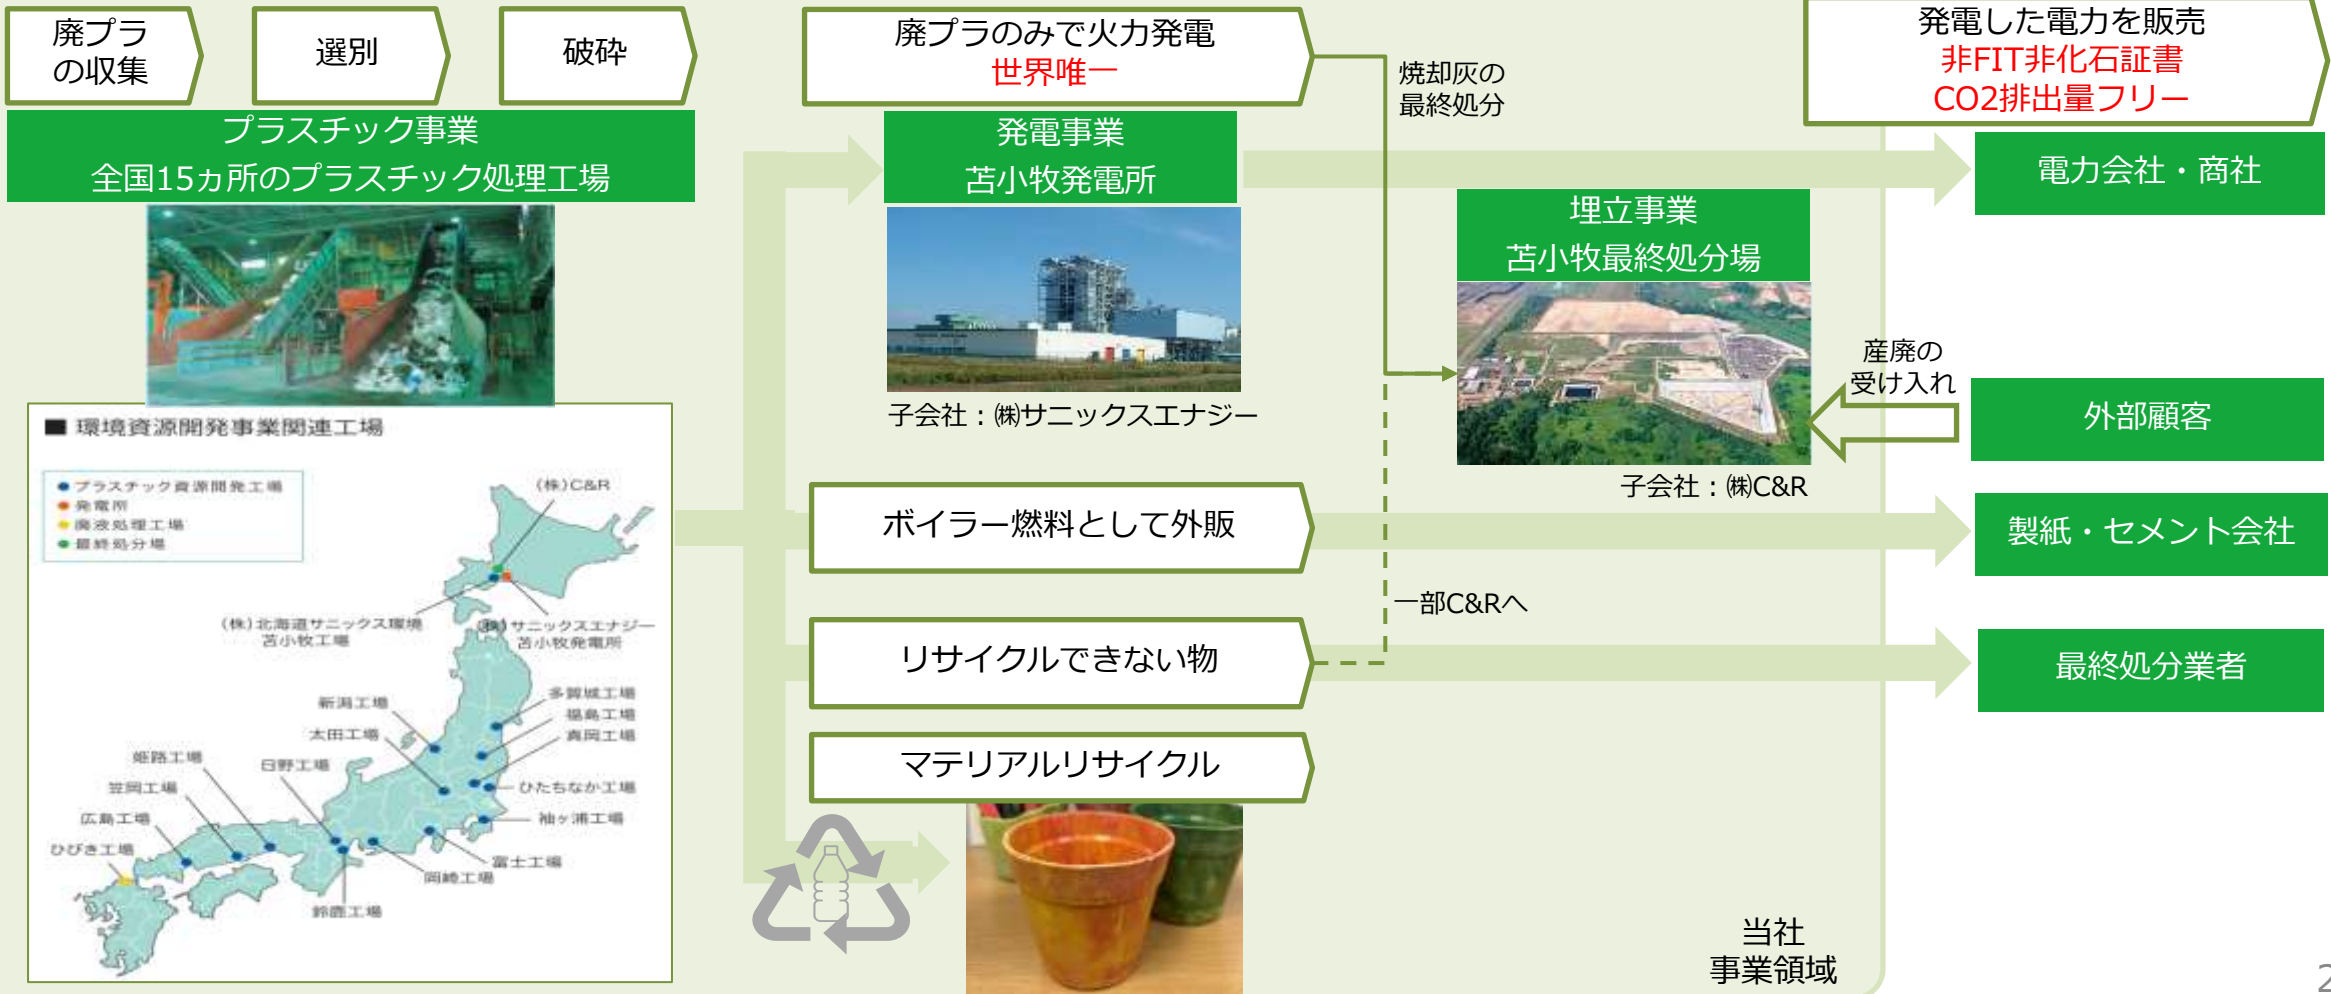 廃プラ
の収集
選別
破砕
プラスチック事業
全国15ヵ所のプラスチック処理工場
廃プラのみで火力発電
世界唯一
発電事業
苫小牧発電所
子会社：㈱サニックスエナジー
焼却灰の
最終処分
発電した電力を販売
非FIT非化石証書
CO2排出量フリー
電力会社・商社
埋立事業
苫小牧最終処分場
子会社：㈱C&R
産廃の
受け入れ
外部顧客
ボイラー燃料として外販
製紙・セメント会社
一部C&Rへ
リサイクルできない物
最終処分業者
マテリアルリサイクル
当社
事業領域
■ 環境資源開発事業関連工場
プラスチック資源開発工場
発電所
廃液処理工場
最終処分場
(株)C&R
(株)北海道サニックス環境
苫小牧工場
(株)サニックスエナジー
苫小牧発電所
多賀城工場
新潟工場
福島工場
太田工場
真岡工場
姫路工場
日野工場
笠岡工場
ひたちなか工場
広島工場
袖ヶ浦工場
ひびき工場
富士工場
岡崎工場
鈴鹿工場
2